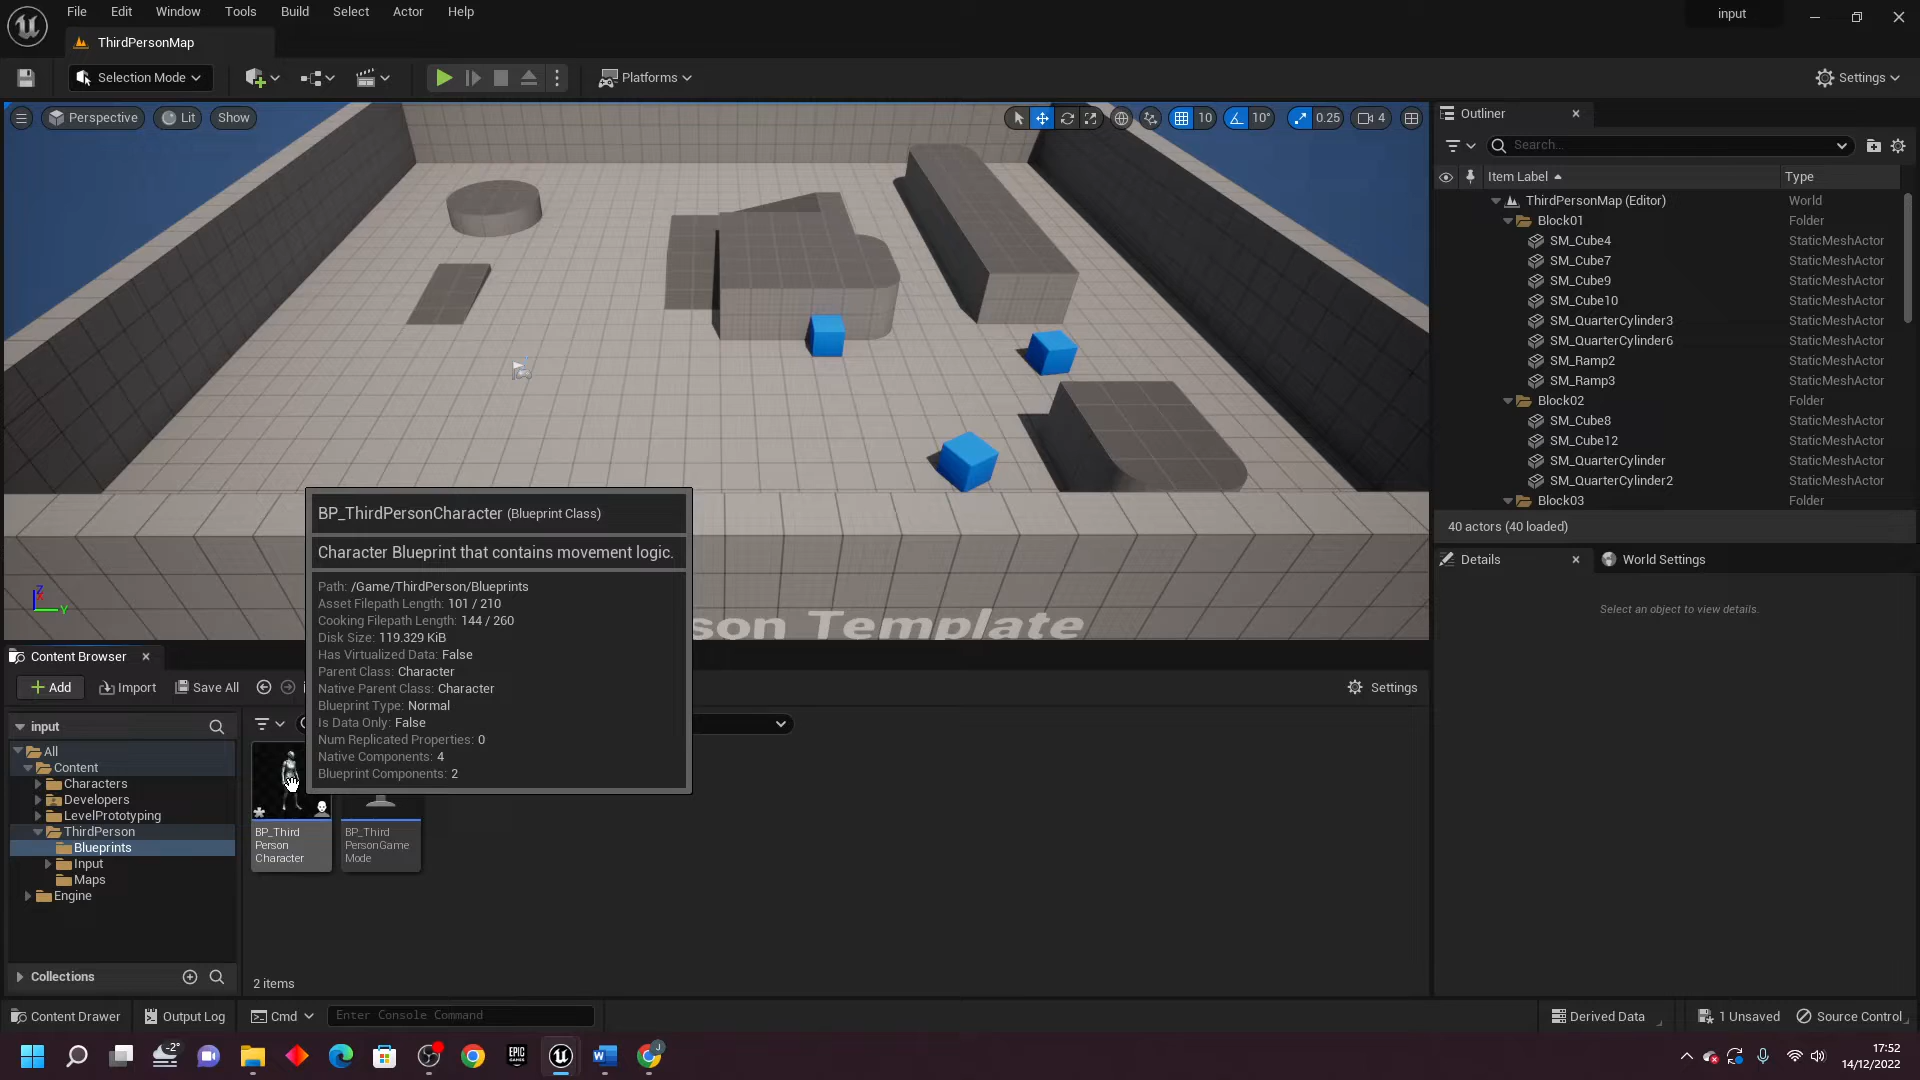 File Edit Window Tools Build Select Actor Help
input
ThirdPersonMap
Selection Mode
Platforms
Settings
Perspective Lit Show
10 10° 0.25 4
Outliner
Search...
Item Label Type
ThirdPersonMap (Editor) World
Block01 Folder
SM_Cube4 StaticMeshActor
SM_Cube7 StaticMeshActor
SM_Cube9 StaticMeshActor
SM_Cube10 StaticMeshActor
SM_QuarterCylinder3 StaticMeshActor
SM_QuarterCylinder6 StaticMeshActor
SM_Ramp2 StaticMeshActor
SM_Ramp3 StaticMeshActor
Block02 Folder
SM_Cube8 StaticMeshActor
SM_Cube12 StaticMeshActor
SM_QuarterCylinder StaticMeshActor
SM_QuarterCylinder2 StaticMeshActor
Block03 Folder
40 actors (40 loaded)
Details
World Settings
Select an object to view details.
BP_ThirdPersonCharacter (Blueprint Class)
Character Blueprint that contains movement logic.
Path: /Game/ThirdPerson/Blueprints
Asset Filepath Length: 101 / 210
Cooking Filepath Length: 144 / 260
Disk Size: 119.329 KiB
Has Virtualized Data: False
Parent Class: Character
Native Parent Class: Character
Blueprint Type: Normal
Is Data Only: False
Num Replicated Properties: 0
Native Components: 4
Blueprint Components: 2
son Template
Z
Y
Content Browser
Add Import Save All
Settings
input
All
Content
Characters
Developers
LevelPrototyping
ThirdPerson
Blueprints
Input
Maps
Engine
Collections
BP_Third
Person
Character
BP_Third
PersonGame
Mode
2 items
Content Drawer Output Log Cmd Enter Console Command
Derived Data 1 Unsaved Source Control
-2°
EPIC
GAMES
J
17:52
14/12/2022